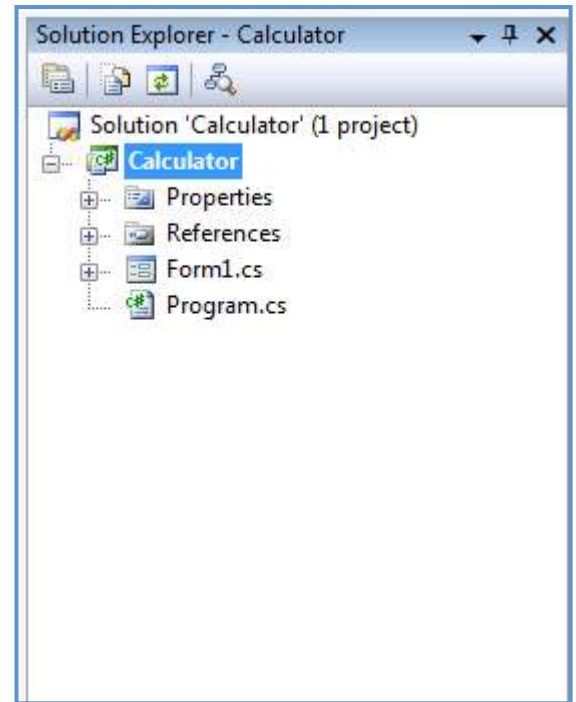 Solution Explorer - Calculator
Solution 'Calculator' (1 project)
C# Calculator
Properties
References
Form1.cs
C# Program.cs